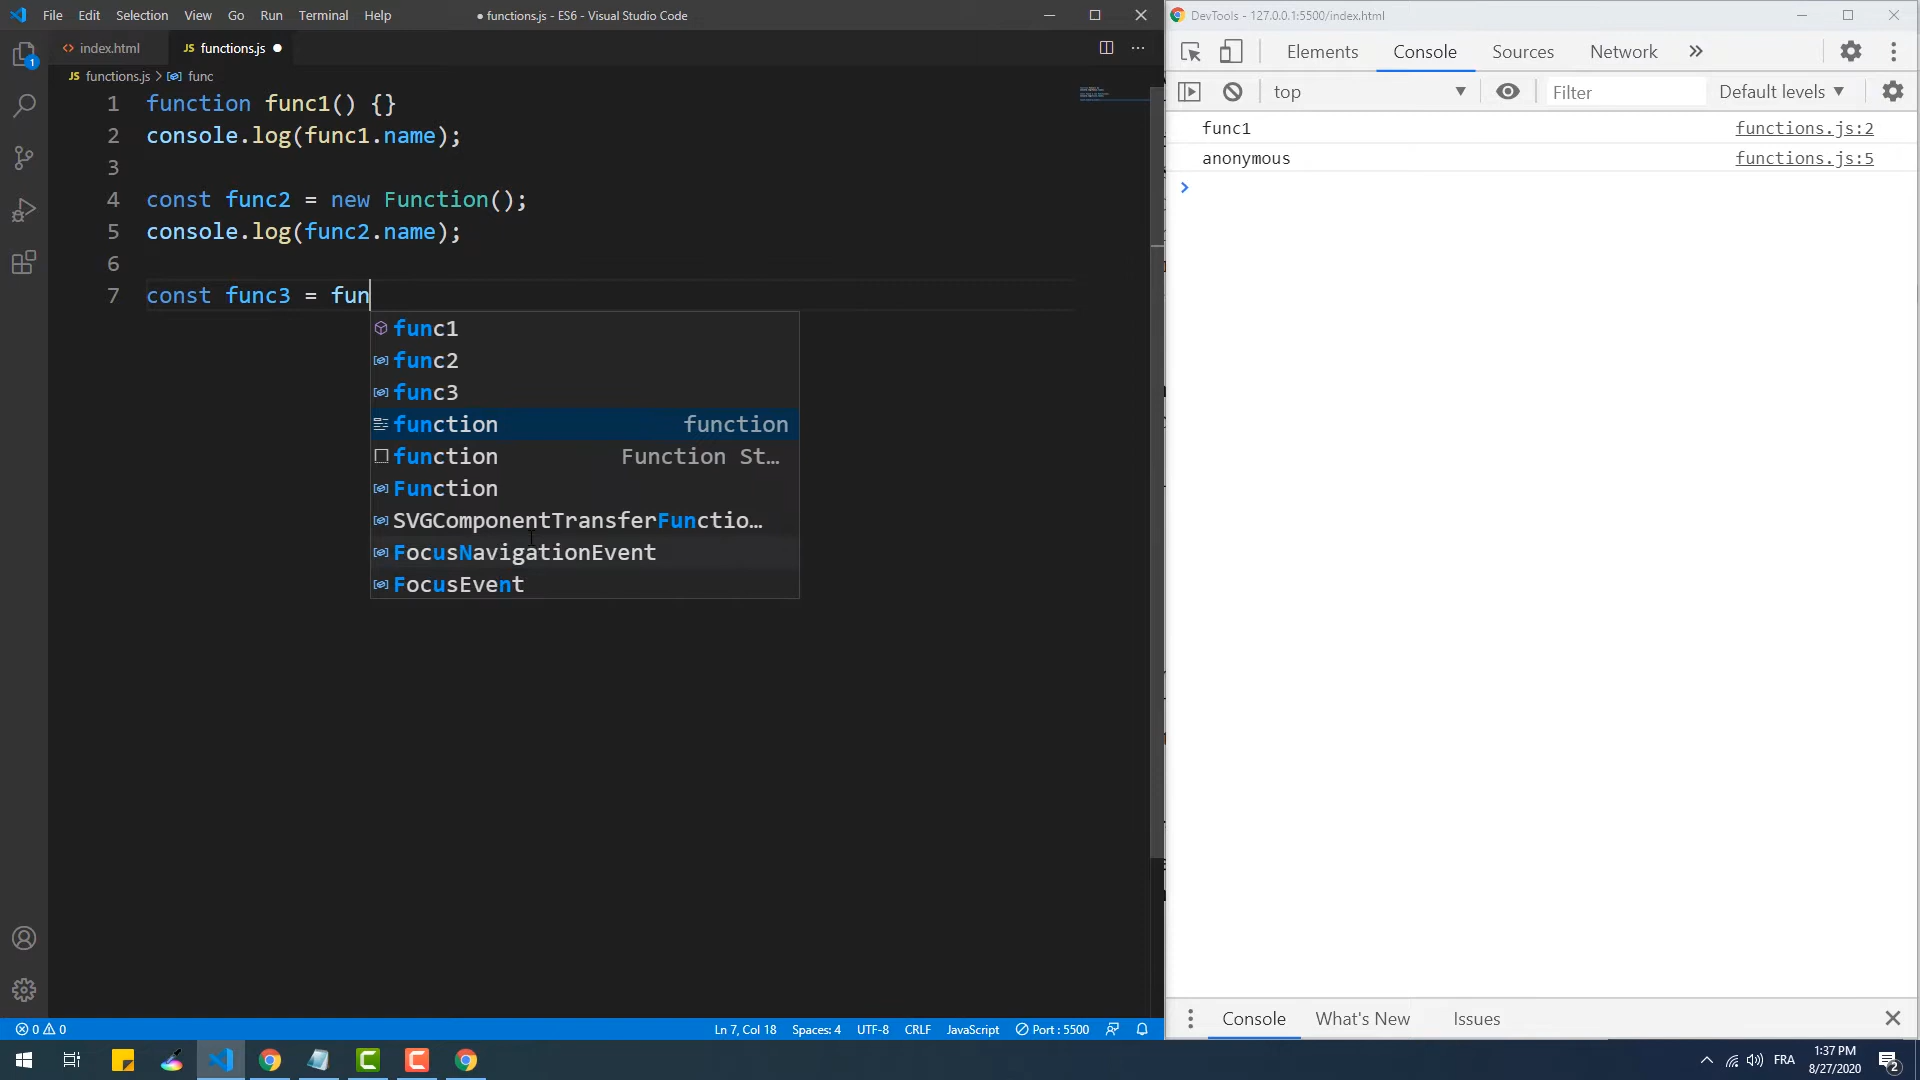 File Edit Selection View Go Run Terminal Help
● functions.js - ES6 - Visual Studio Code
<> index.html
JS functions.js ●
JS functions.js > func
1 function func1() {}
2 console.log(func1.name);
3
4 const func2 = new Function();
5 console.log(func2.name);
6
7 const func3 = fun
func1
func2
func3
function function
function Function St…
Function
SVGComponentTransferFunctio…
FocusNavigationEvent
FocusEvent
1
0 0
Ln 7, Col 18 Spaces: 4 UTF-8 CRLF JavaScript Port : 5500
DevTools - 127.0.0.1:5500/index.html
Elements Console Sources Network »
top Filter Default levels
func1 functions.js:2
anonymous functions.js:5
>
Console What's New Issues
FRA
1:37 PM
8/27/2020
2